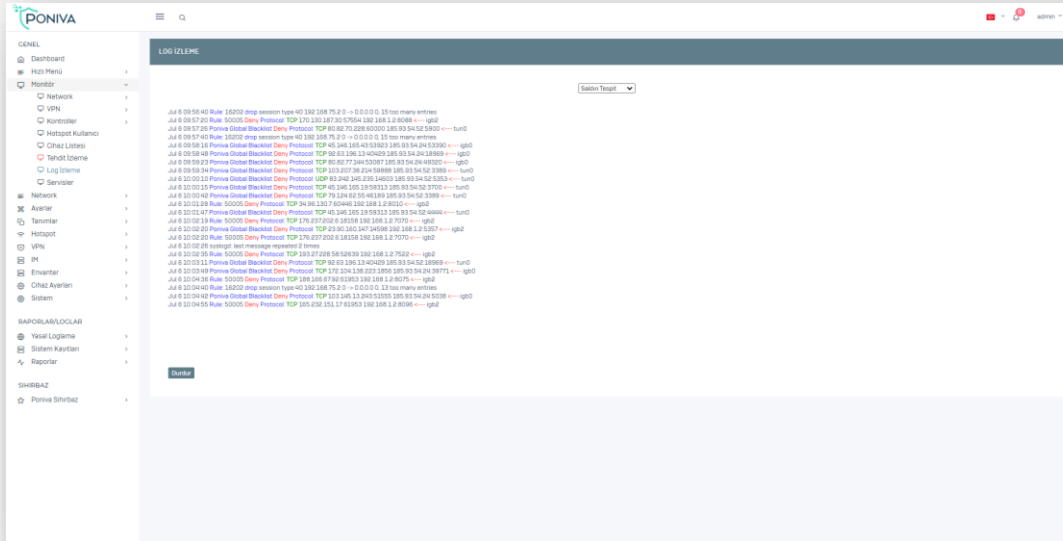 PONIVA
admin
GENEL
Dashboard
Hızlı Menü
Monitör
Network
VPN
Kontroller
Hotspot Kullanıcı
Cihaz Listesi
Tehdit İzleme
Log İzleme
Servisler
Network
Ayarlar
Tanımlar
Hotspot
VPN
IM
Envanter
Cihaz Ayarları
Sistem
RAPORLAR/LOGLAR
Yasal Loglama
Sistem Kayıtları
Raporlar
SIHIRBAZ
Poniva Sihirbaz
LOG İZLEME
Saldırı Tespit
Jul 6 09:56:40 Rule: 16202 drop session type 40 192.168.75.2 0 -> 0.0.0.0 0, 15 too many entries
Jul 6 09:57:20 Rule: 50005 Deny Protocol: TCP 170.130.187.30:57554 192.168.1.2:8088 <--- igb2
Jul 6 09:57:26 Poniva Global Blacklist Deny Protocol: TCP 80.82.70.228:60000 185.93.54.52:5900 <--- tun0
Jul 6 09:57:40 Rule: 16202 drop session type 40 192.168.75.2 0 -> 0.0.0.0 0, 15 too many entries
Jul 6 09:58:16 Poniva Global Blacklist Deny Protocol: TCP 45.146.165.43:53923 185.93.54.24:53390 <--- igb0
Jul 6 09:58:48 Poniva Global Blacklist Deny Protocol: TCP 92.63.196.13:40429 185.93.54.24:18969 <--- igb0
Jul 6 09:59:23 Poniva Global Blacklist Deny Protocol: TCP 80.82.77.144:53087 185.93.54.24:49320 <--- igb0
Jul 6 09:59:34 Poniva Global Blacklist Deny Protocol: TCP 103.207.38.214:59888 185.93.54.52:3389 <--- tun0
Jul 6 10:00:10 Poniva Global Blacklist Deny Protocol: UDP 83.242.145.235:14603 185.93.54.52:5353 <--- tun0
Jul 6 10:00:15 Poniva Global Blacklist Deny Protocol: TCP 45.146.165.19:59313 185.93.54.52:3700 <--- tun0
Jul 6 10:00:42 Poniva Global Blacklist Deny Protocol: TCP 79.124.62.55:46189 185.93.54.52:3389 <--- tun0
Jul 6 10:01:28 Rule: 50005 Deny Protocol: TCP 34.96.130.7:60446 192.168.1.2:8010 <--- igb2
Jul 6 10:01:47 Poniva Global Blacklist Deny Protocol: TCP 45.146.165.19:59313 185.93.54.52:4444 <--- tun0
Jul 6 10:02:19 Rule: 50005 Deny Protocol: TCP 176.237.202.6:18158 192.168.1.2:7070 <--- igb2
Jul 6 10:02:20 Poniva Global Blacklist Deny Protocol: TCP 23.90.160.147:14598 192.168.1.2:5357 <--- igb2
Jul 6 10:02:20 Rule: 50005 Deny Protocol: TCP 176.237.202.6:18158 192.168.1.2:7070 <--- igb2
Jul 6 10:02:26 syslogd: last message repeated 2 times
Jul 6 10:02:35 Rule: 50005 Deny Protocol: TCP 193.27.228.58:52639 192.168.1.2:7522 <--- igb2
Jul 6 10:03:11 Poniva Global Blacklist Deny Protocol: TCP 92.63.196.13:40429 185.93.54.52:18969 <--- tun0
Jul 6 10:03:49 Poniva Global Blacklist Deny Protocol: TCP 172.104.138.223:1856 185.93.54.24:39771 <--- igb0
Jul 6 10:04:36 Rule: 50005 Deny Protocol: TCP 188.166.67.92:61953 192.168.1.2:8075 <--- igb2
Jul 6 10:04:40 Rule: 16202 drop session type 40 192.168.75.2 0 -> 0.0.0.0 0, 13 too many entries
Jul 6 10:04:42 Poniva Global Blacklist Deny Protocol: TCP 103.145.13.243:51555 185.93.54.24:5038 <--- igb0
Jul 6 10:04:55 Rule: 50005 Deny Protocol: TCP 165.232.151.17:61953 192.168.1.2:8096 <--- igb2
Durdur